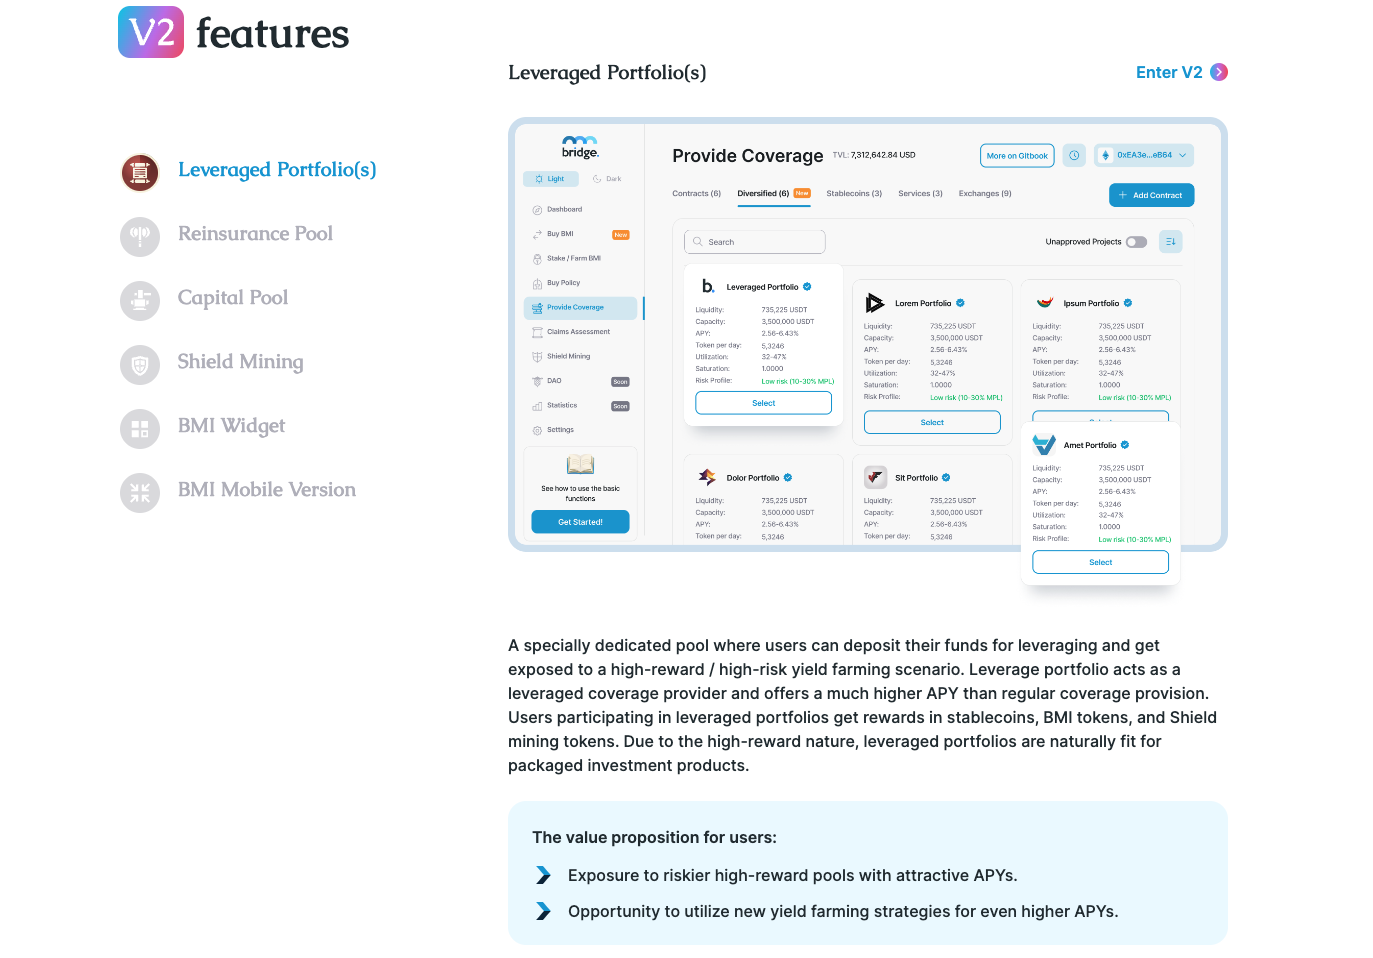 V2 features
Leveraged Portfolio(s)
Enter V2
Leveraged Portfolio(s)
Reinsurance Pool
Capital Pool
Shield Mining
BMI Widget
BMI Mobile Version
bridge.
Light
Dark
Dashboard
Buy BMI
New
Stake / Farm BMI
Buy Policy
Provide Coverage
Claims Assessment
Shield Mining
DAO
Soon
Statistics
Soon
Settings
See how to use the basic
functions
Get Started!
Provide Coverage
TVL: 7,312,642.84 USD
More on Gitbook
0xEA3e...eB64
Contracts (6)
Diversified (6)
New
Stablecoins (3)
Services (3)
Exchanges (9)
Add Contract
Search
Unapproved Projects
b.
Leveraged Portfolio
Liquidity: 735,225 USDT
Capacity: 3,500,000 USDT
APY: 2.56-6.43%
Token per day: 5,3246
Utilization: 32-47%
Saturation: 1.0000
Risk Profile: Low risk (10-30% MPL)
Select
Lorem Portfolio
Liquidity: 735,225 USDT
Capacity: 3,500,000 USDT
APY: 2.56-6.43%
Token per day: 5,3246
Utilization: 32-47%
Saturation: 1.0000
Risk Profile: Low risk (10-30% MPL)
Select
Ipsum Portfolio
Liquidity: 735,225 USDT
Capacity: 3,500,000 USDT
APY: 2.56-6.43%
Token per day: 5,3246
Utilization: 32-47%
Saturation: 1.0000
Risk Profile: Low risk (10-30% MPL)
Dolor Portfolio
Liquidity: 735,225 USDT
Capacity: 3,500,000 USDT
APY: 2.56-6.43%
Token per day: 5,3246
Sit Portfolio
Liquidity: 735,225 USDT
Capacity: 3,500,000 USDT
APY: 2.56-6.43%
Token per day: 5,3246
Amet Portfolio
Liquidity: 735,225 USDT
Capacity: 3,500,000 USDT
APY: 2.56-6.43%
Token per day: 5,3246
Utilization: 32-47%
Saturation: 1.0000
Risk Profile: Low risk (10-30% MPL)
Select
A specially dedicated pool where users can deposit their funds for leveraging and get
exposed to a high-reward / high-risk yield farming scenario. Leverage portfolio acts as a
leveraged coverage provider and offers a much higher APY than regular coverage provision.
Users participating in leveraged portfolios get rewards in stablecoins, BMI tokens, and Shield
mining tokens. Due to the high-reward nature, leveraged portfolios are naturally fit for
packaged investment products.
The value proposition for users:
Exposure to riskier high-reward pools with attractive APYs.
Opportunity to utilize new yield farming strategies for even higher APYs.